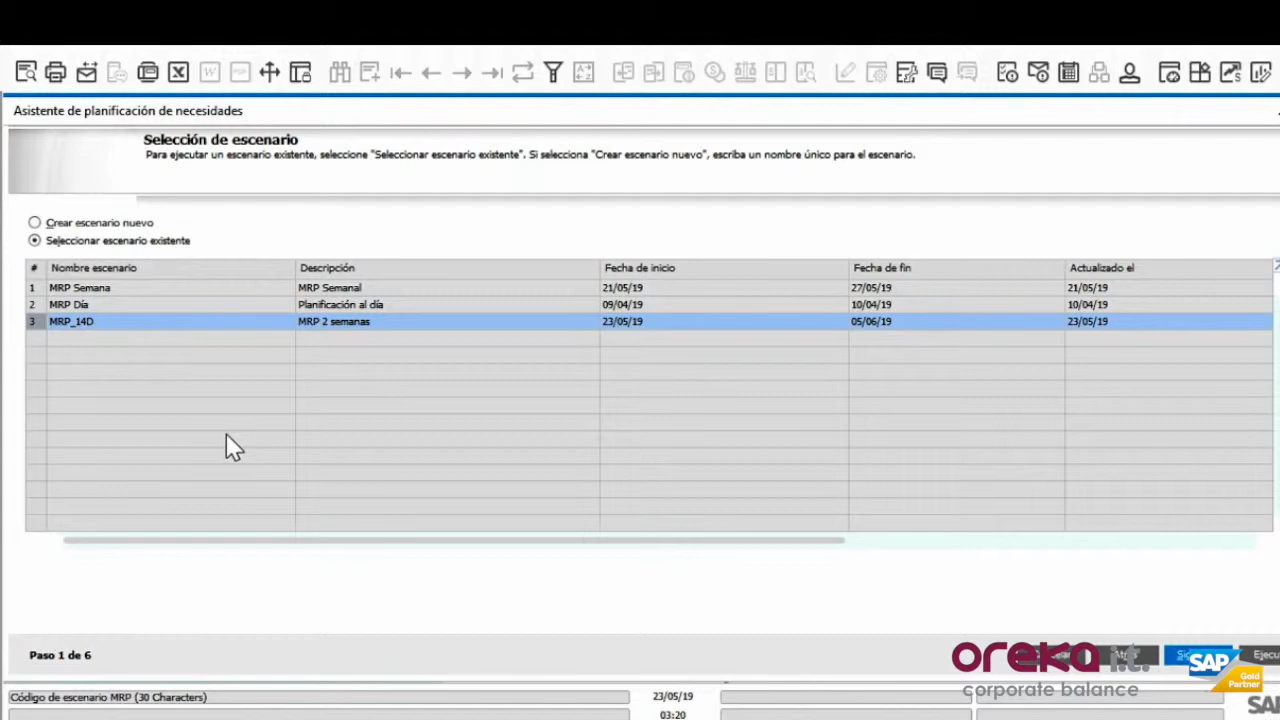 Asistente de planificación de necesidades
Selección de escenario
Para ejecutar un escenario existente, seleccione "Seleccionar escenario existente". Si selecciona "Crear escenario nuevo", escriba un nombre único para el escenario.
Crear escenario nuevo
Seleccionar escenario existente
# Nombre escenario Descripción Fecha de inicio Fecha de fin Actualizado el
1 MRP Semana MRP Semanal 21/05/19 27/05/19 21/05/19
2 MRP Día Planificación al día 09/04/19 10/04/19 10/04/19
3 MRP_14D MRP 2 semanas 23/05/19 05/06/19 23/05/19
Paso 1 de 6
oreka i.t.
corporate balance
SAP
Gold
Partner
Código de escenario MRP (30 Characters) 23/05/19
03:20